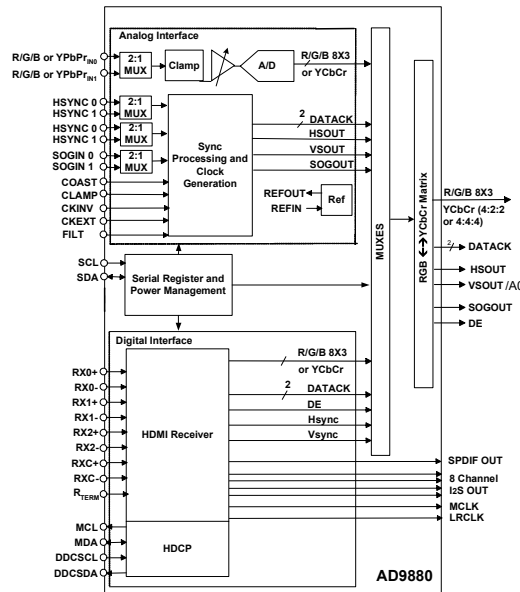 Analog Interface
R/G/B or YPbPrIN0
R/G/B or YPbPrIN1
2:1
MUX
Clamp
A/D
R/G/B 8X3
or YCbCr
HSYNC 0
HSYNC 1
2:1
MUX
HSYNC 0
HSYNC 1
2:1
MUX
SOGIN 0
SOGIN 1
2:1
MUX
COAST
CLAMP
CKINV
CKEXT
FILT
Sync
Processing and
Clock
Generation
2
DATACK
HSOUT
VSOUT
SOGOUT
REFOUT
REFIN
Ref
SCL
SDA
Serial Register and
Power Management
MUXES
RGB ↔ YCbCr Matrix
R/G/B 8X3
YCbCr (4:2:2
or 4:4:4)
2
DATACK
HSOUT
VSOUT /A0
SOGOUT
DE
Digital Interface
RX0+
RX0-
RX1+
RX1-
RX2+
RX2-
RXC+
RXC-
RTERM
HDMI Receiver
R/G/B 8X3
or YCbCr
2
DATACK
DE
Hsync
Vsync
SPDIF OUT
8 Channel
I2S OUT
MCLK
LRCLK
MCL
MDA
DDCSCL
DDCSDA
HDCP
AD9880